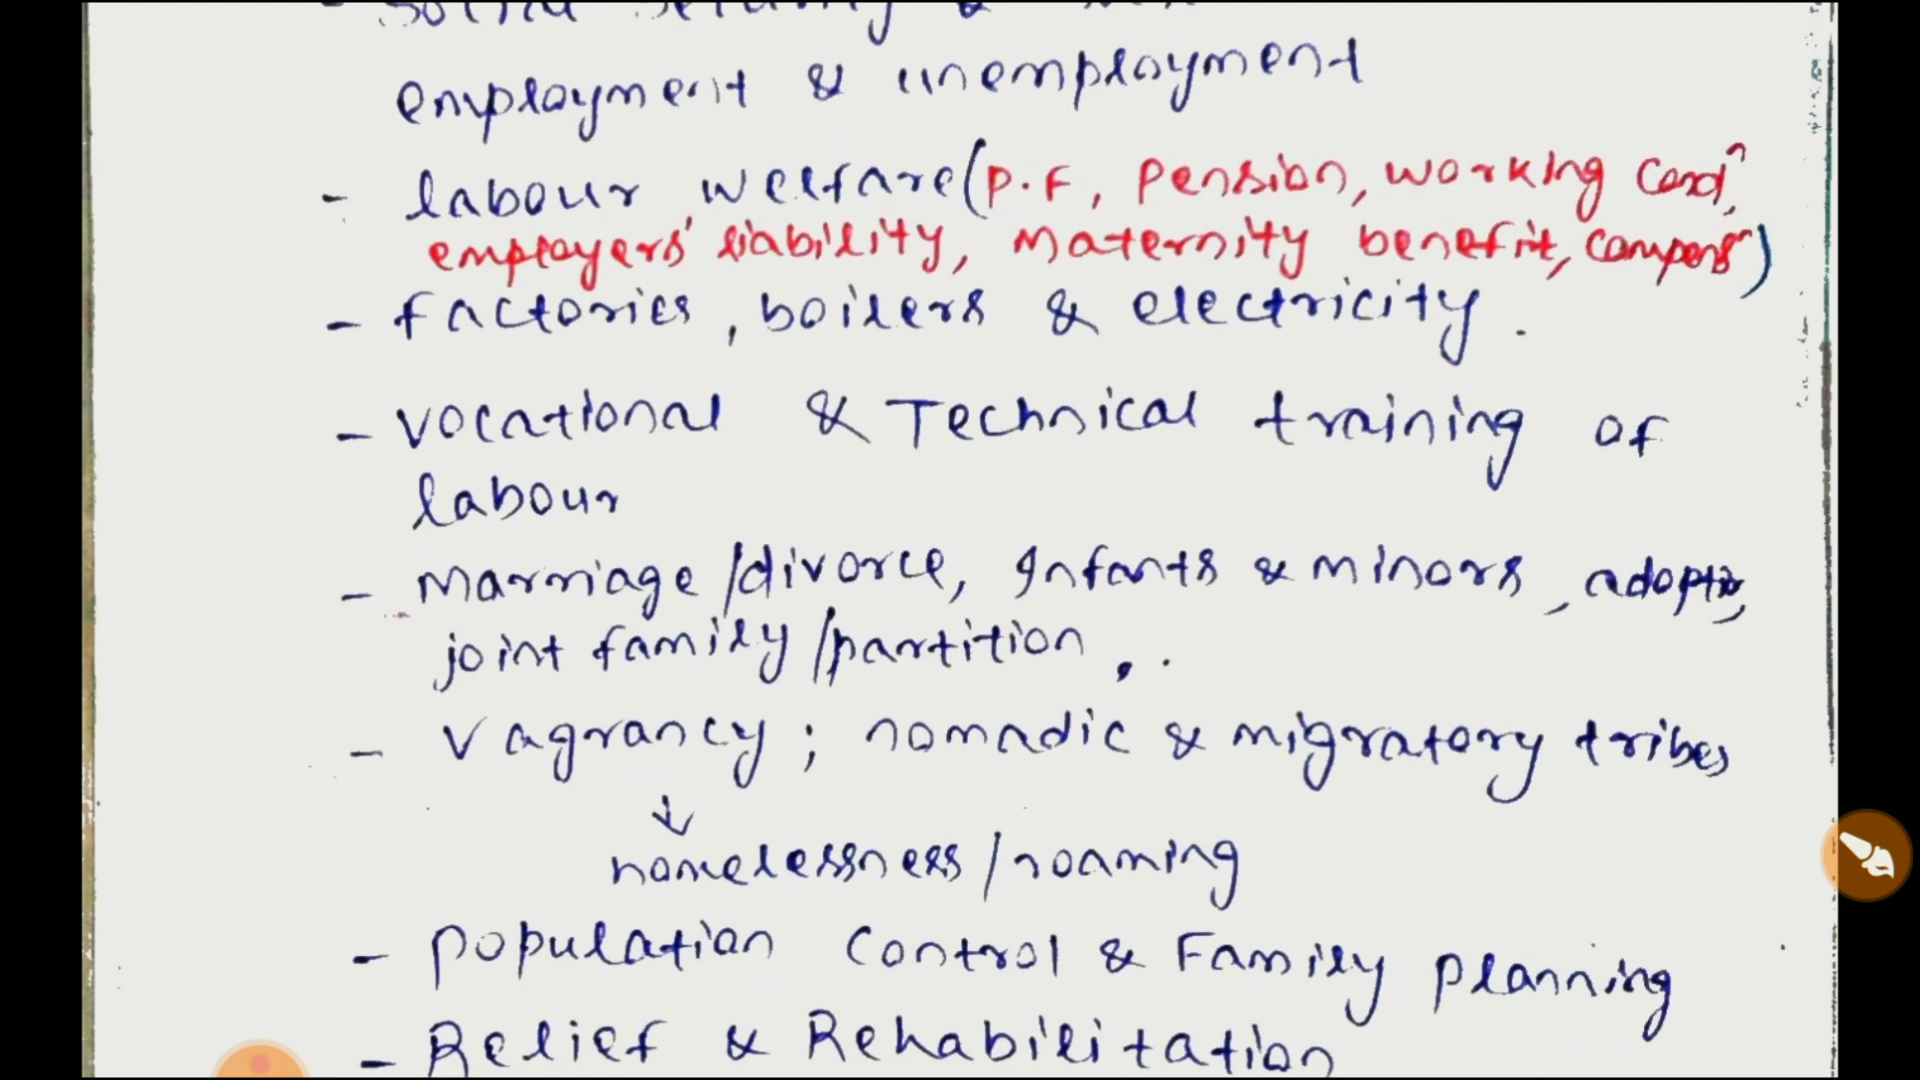 employment & unemployment
- labour welfare (P.F, Pension, working Condn,
employers' liability, Maternity benefit, compensn)
- factories, boilers & electricity.
- vocational & Technical training of
labour
- Marriage/divorce, Infants & minors, adoptn,
joint family/partition.
- Vagrancy; nomadic & migratory tribes
↓
homelessness/roaming
- Population Control & Family planning
- Relief & Rehabilitation